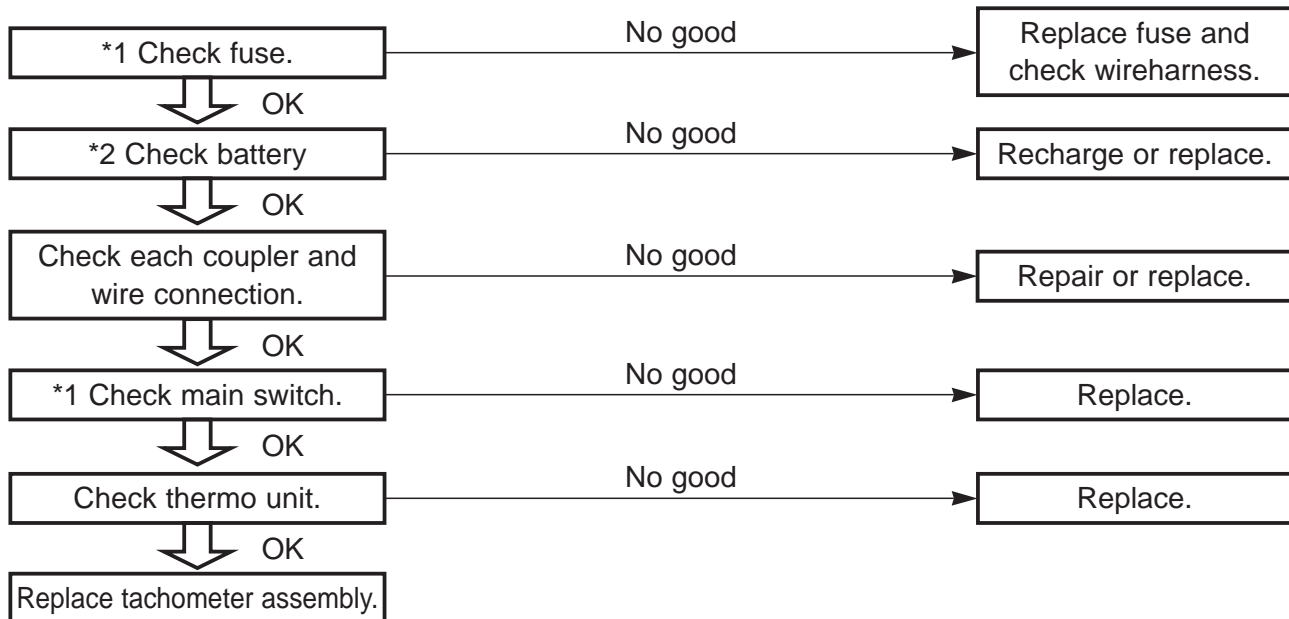 *1 Check fuse.
No good
Replace fuse and
check wireharness.
OK
*2 Check battery
No good
Recharge or replace.
OK
Check each coupler and
wire connection.
No good
Repair or replace.
OK
*1 Check main switch.
No good
Replace.
OK
Check thermo unit.
No good
Replace.
OK
Replace tachometer assembly.